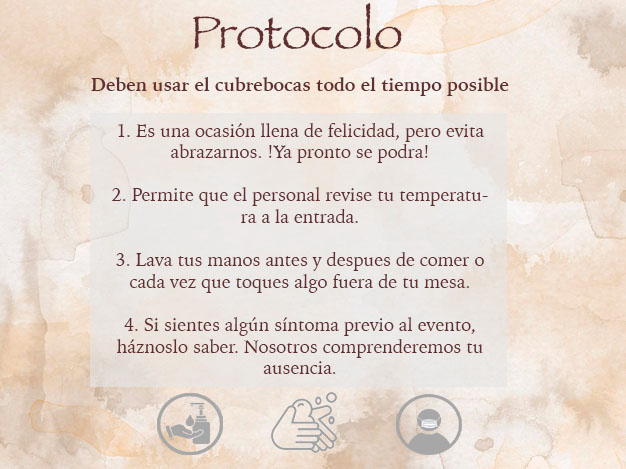 Protocolo
Deben usar el cubrebocas todo el tiempo posible
1. Es una ocasión llena de felicidad, pero evita
abrazarnos. !Ya pronto se podra!
2. Permite que el personal revise tu temperatu-
ra a la entrada.
3. Lava tus manos antes y despues de comer o
cada vez que toques algo fuera de tu mesa.
4. Si sientes algún síntoma previo al evento,
háznoslo saber. Nosotros comprenderemos tu
ausencia.